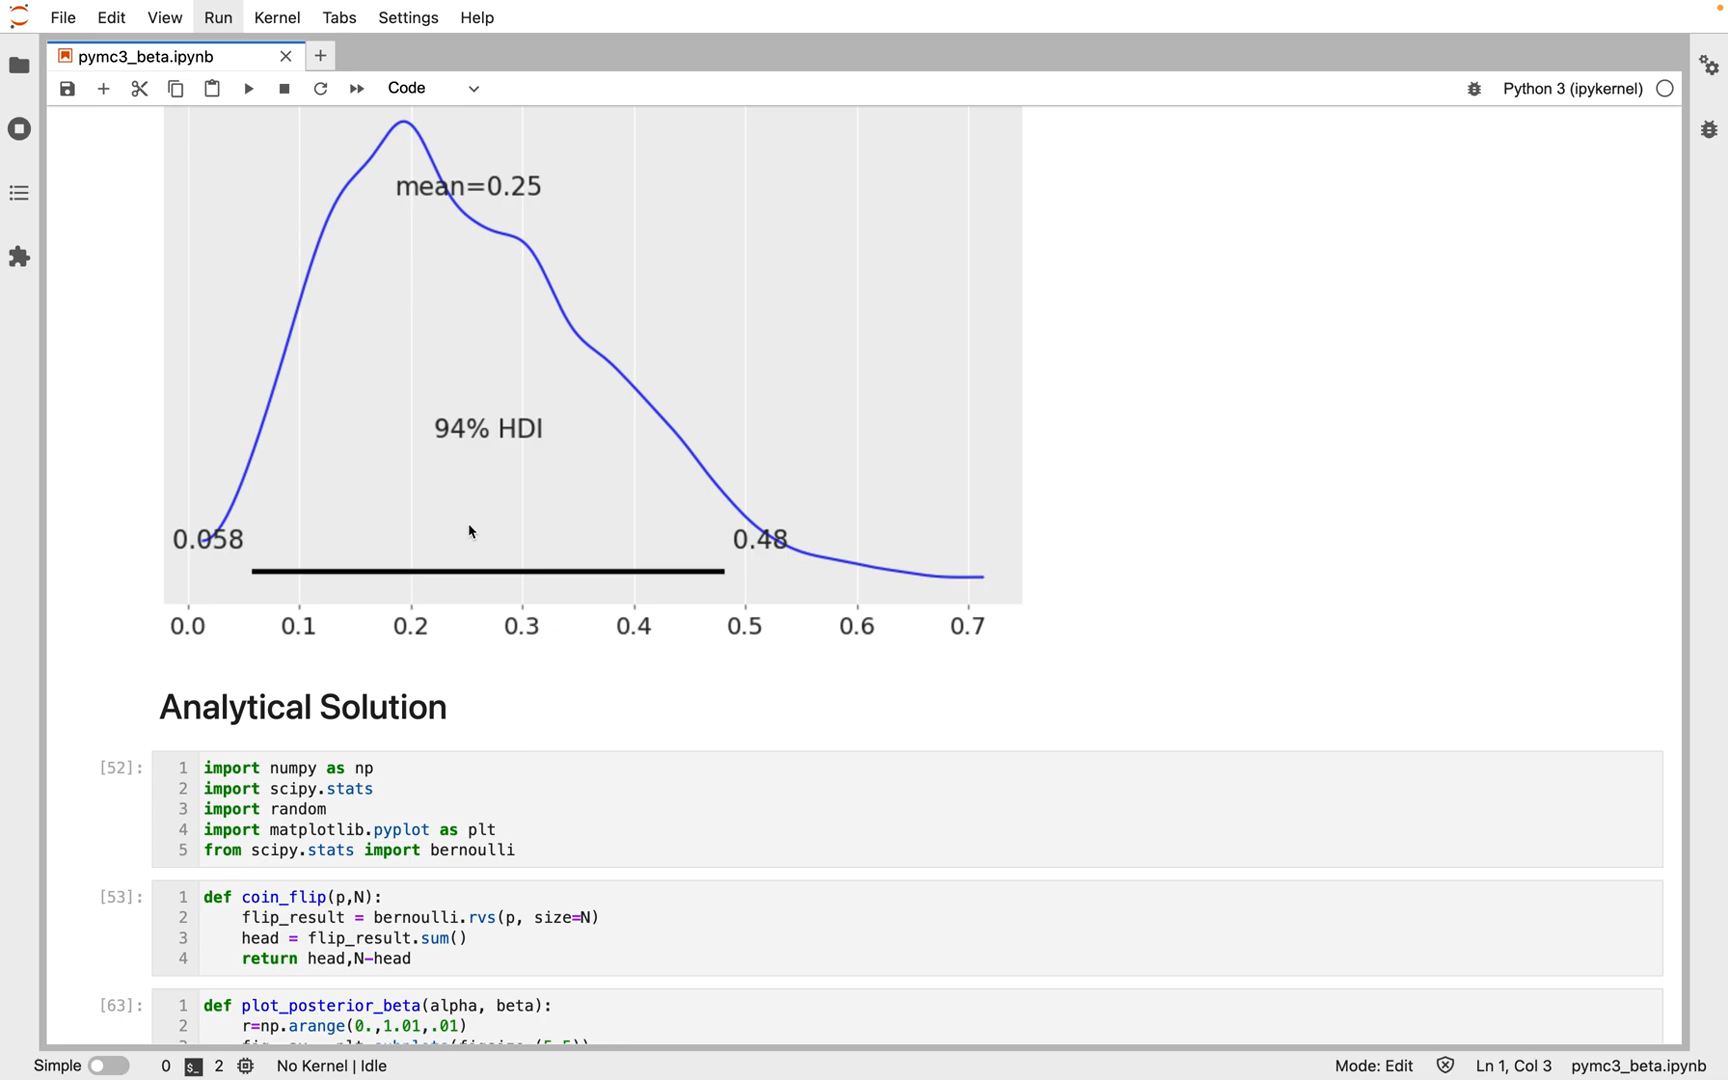 File Edit View Run Kernel Tabs Settings Help
pymc3_beta.ipynb
Code Python 3 (ipykernel)
mean=0.25
94% HDI
0.058 0.48
0.0 0.1 0.2 0.3 0.4 0.5 0.6 0.7
Analytical Solution
[52]: 1 import numpy as np
2 import scipy.stats
3 import random
4 import matplotlib.pyplot as plt
5 from scipy.stats import bernoulli
[53]: 1 def coin_flip(p,N):
2 flip_result = bernoulli.rvs(p, size=N)
3 head = flip_result.sum()
4 return head,N-head
[63]: 1 def plot_posterior_beta(alpha, beta):
2 r=np.arange(0.,1.01,.01)
Simple 0 2 No Kernel | Idle Mode: Edit Ln 1, Col 3 pymc3_beta.ipynb